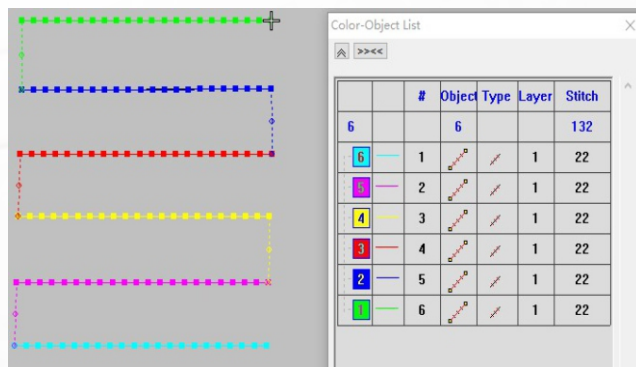 Color-Object List
>><<
# Object Type Layer Stitch
6 6 132
6 1 1 22
5 2 1 22
4 3 1 22
3 4 1 22
2 5 1 22
1 6 1 22